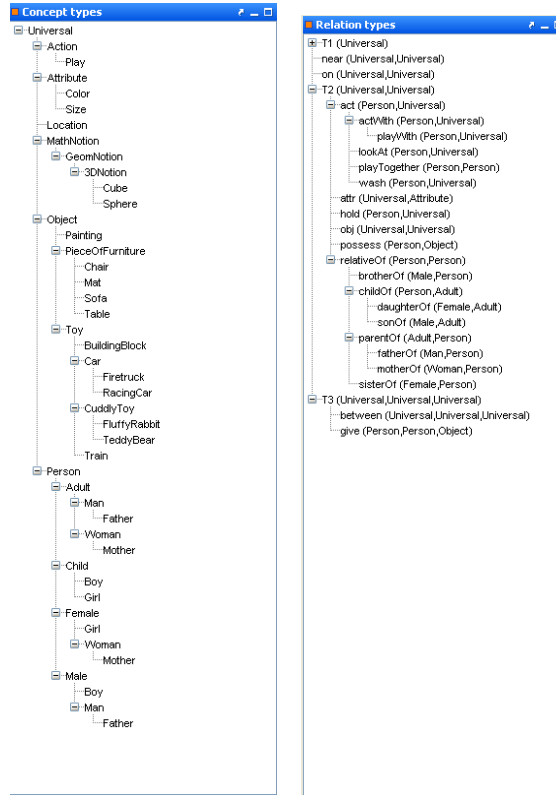 Concept types
Universal
Action
Play
Attribute
Color
Size
Location
MathNotion
GeomNotion
3DNotion
Cube
Sphere
Object
Painting
PieceOfFurniture
Chair
Mat
Sofa
Table
Toy
BuildingBlock
Car
Firetruck
RacingCar
CuddlyToy
FluffyRabbit
TeddyBear
Train
Person
Adult
Man
Father
Woman
Mother
Child
Boy
Girl
Female
Girl
Woman
Mother
Male
Boy
Man
Father
Relation types
T1 (Universal)
near (Universal,Universal)
on (Universal,Universal)
T2 (Universal,Universal)
act (Person,Universal)
actWith (Person,Universal)
playWith (Person,Universal)
lookAt (Person,Universal)
playTogether (Person,Person)
wash (Person,Universal)
attr (Universal,Attribute)
hold (Person,Universal)
obj (Universal,Universal)
possess (Person,Object)
relativeOf (Person,Person)
brotherOf (Male,Person)
childOf (Person,Adult)
daughterOf (Female,Adult)
sonOf (Male,Adult)
parentOf (Adult,Person)
fatherOf (Man,Person)
motherOf (Woman,Person)
sisterOf (Female,Person)
T3 (Universal,Universal,Universal)
between (Universal,Universal,Universal)
give (Person,Person,Object)